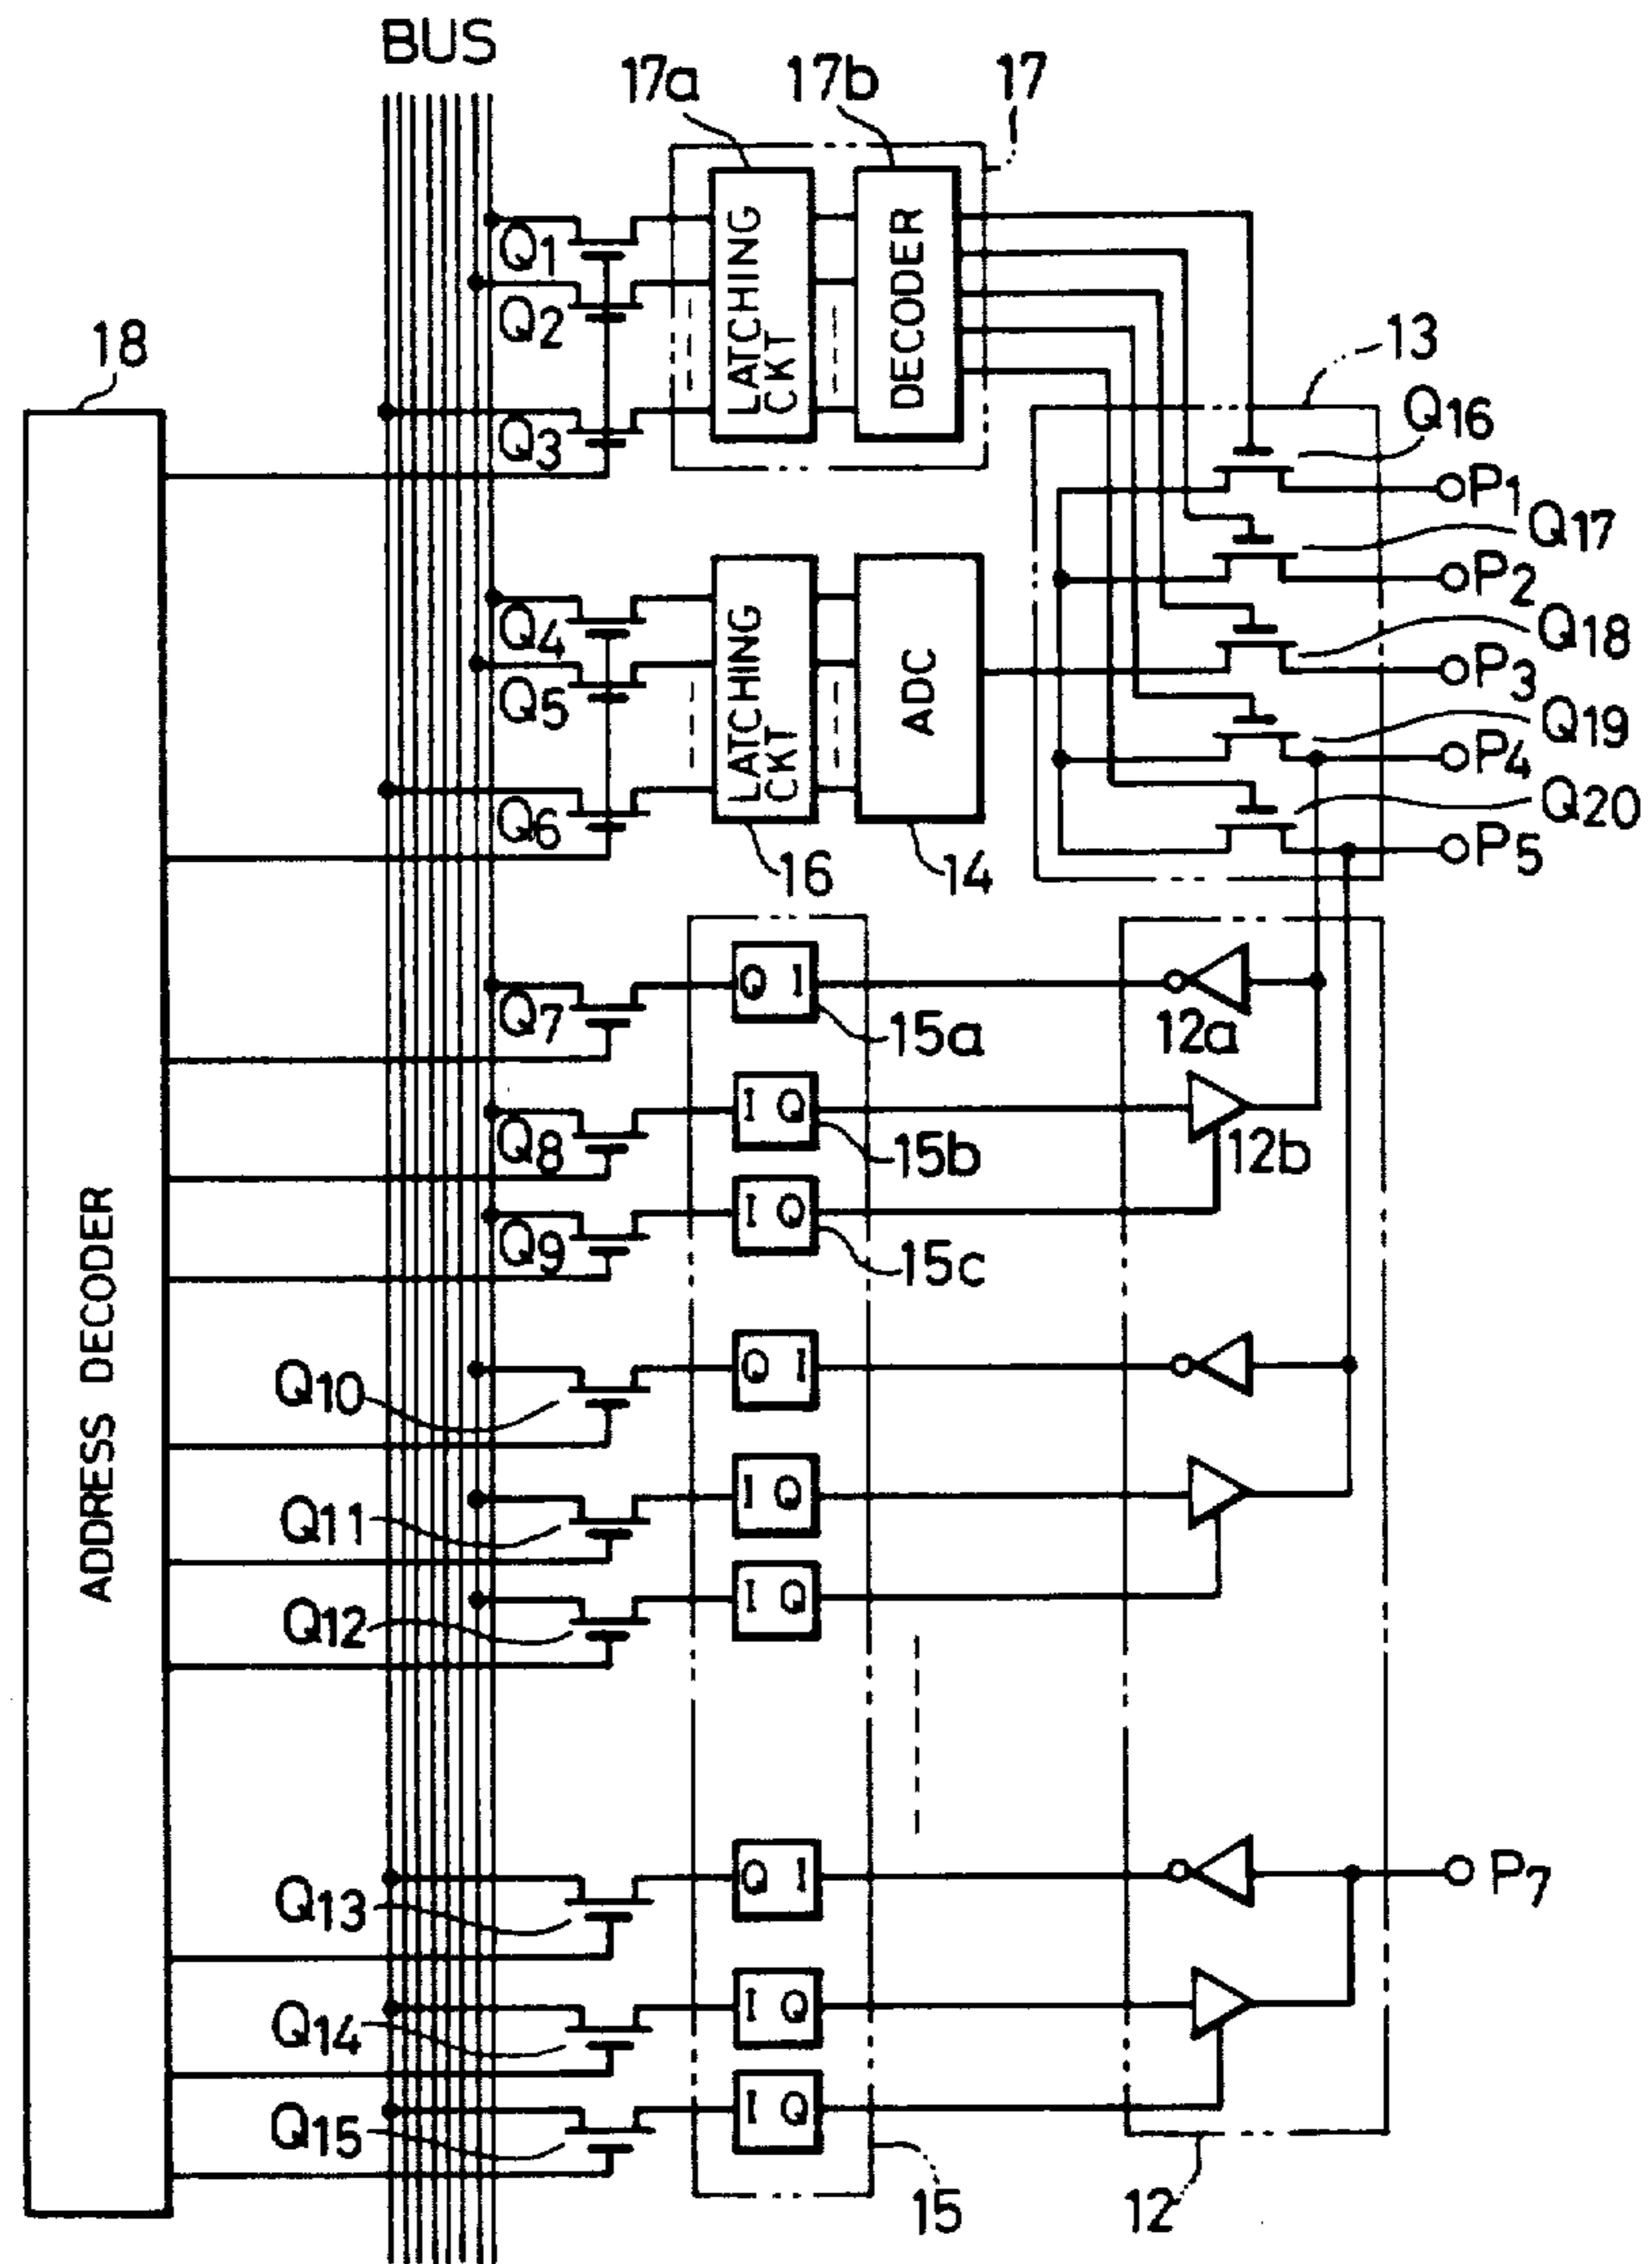 BUS
17a
17b
17
Q1
Q2
Q3
LATCHING
CKT
DECODER
18
13
Q16
P1
Q17
P2
Q18
P3
Q19
P4
Q20
P5
Q4
Q5
Q6
LATCHING
CKT
ADC
16
14
Q7
Q I
15a
12a
Q8
I Q
15b
12b
Q9
I Q
15c
ADDRESS DECODER
Q10
Q I
Q11
I Q
Q12
I Q
Q13
Q I
P7
Q14
I Q
Q15
I Q
15
12